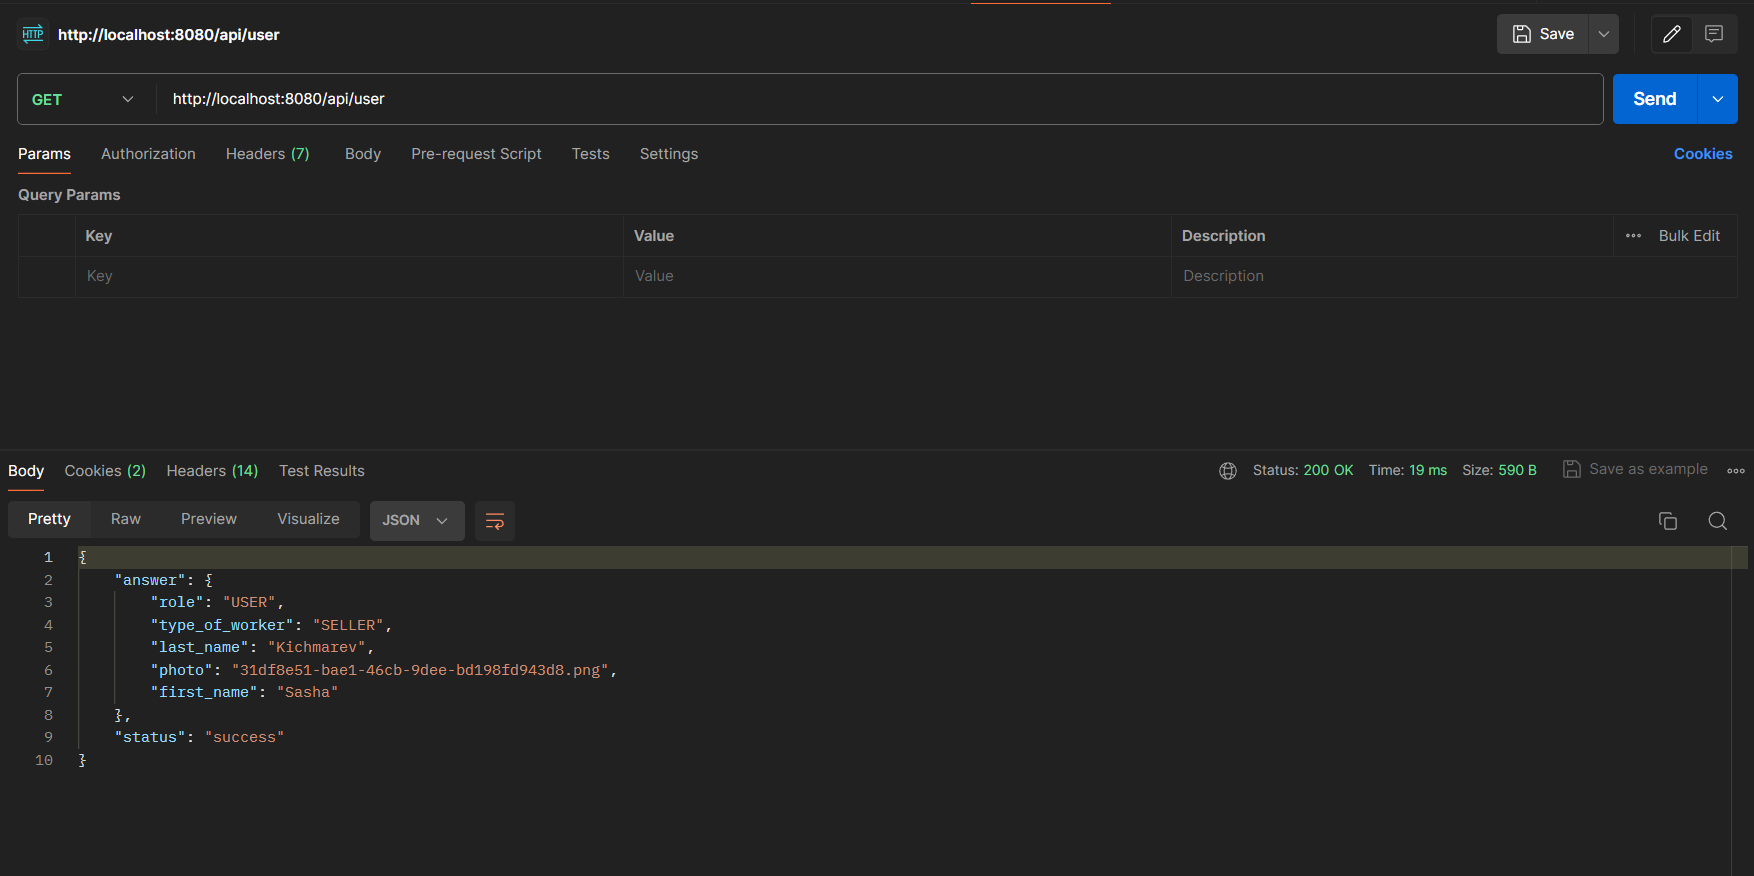 HTTP http://localhost:8080/api/user Save
GET http://localhost:8080/api/user Send
Params Authorization Headers (7) Body Pre-request Script Tests Settings Cookies
Query Params
Key Value Description Bulk Edit
Key Value Description
Body Cookies (2) Headers (14) Test Results Status: 200 OK Time: 19 ms Size: 590 B Save as example
Pretty Raw Preview Visualize JSON
1 {
2 "answer": {
3 "role": "USER",
4 "type_of_worker": "SELLER",
5 "last_name": "Kichmarev",
6 "photo": "31df8e51-bae1-46cb-9dee-bd198fd943d8.png",
7 "first_name": "Sasha"
8 },
9 "status": "success"
10 }